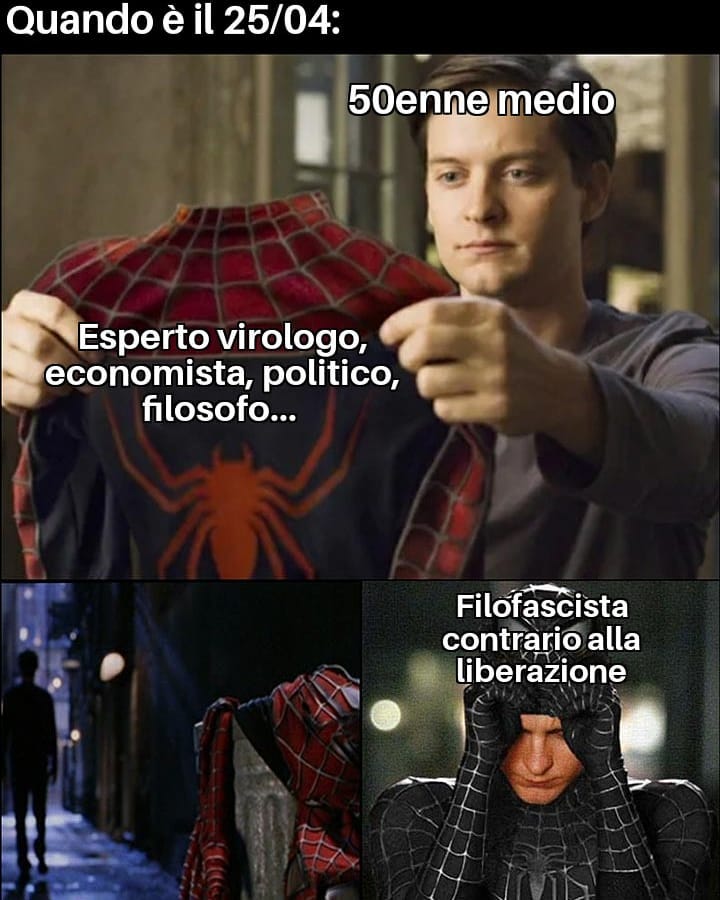 Quando è il 25/04:
50enne medio
Esperto virologo,
economista, politico,
filosofo...
Filofascista
contrario alla
liberazione